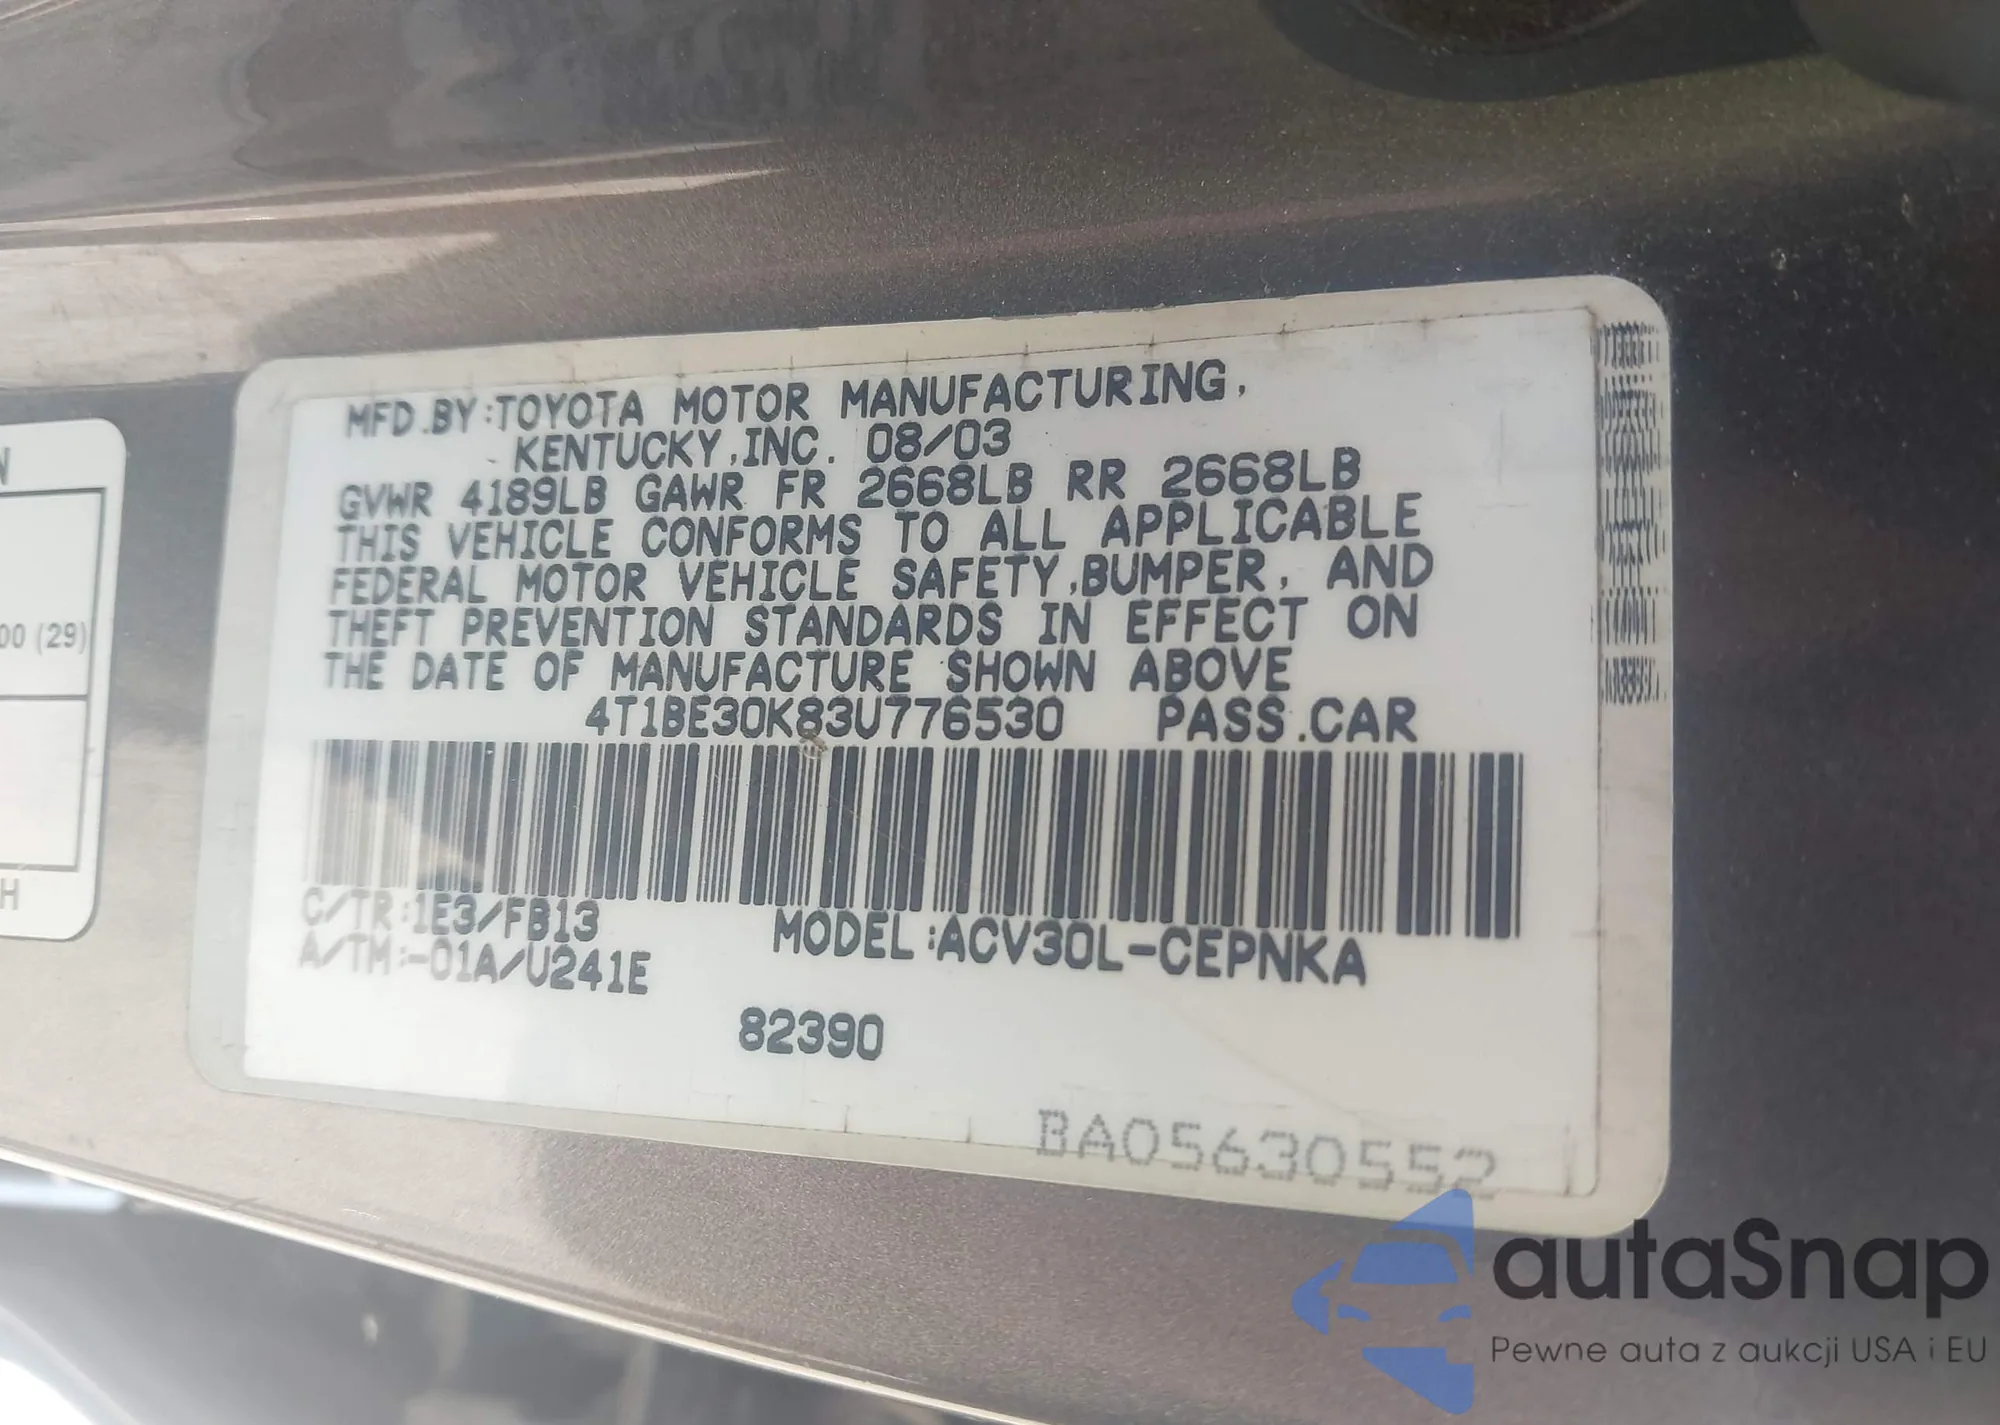 N
00 (29)
H
MFD.BY:TOYOTA MOTOR MANUFACTURING,
KENTUCKY,INC. 08/03
GVWR 4189LB GAWR FR 2668LB RR 2668LB
THIS VEHICLE CONFORMS TO ALL APPLICABLE
FEDERAL MOTOR VEHICLE SAFETY,BUMPER, AND
THEFT PREVENTION STANDARDS IN EFFECT ON
THE DATE OF MANUFACTURE SHOWN ABOVE
4T1BE30K83U776530 PASS.CAR
C/TR:1E3/FB13
A/TM:-01A/U241E
MODEL:ACV30L-CEPNKA
82390
BA05630552
autaSnap
Pewne auta z aukcji USA i EU